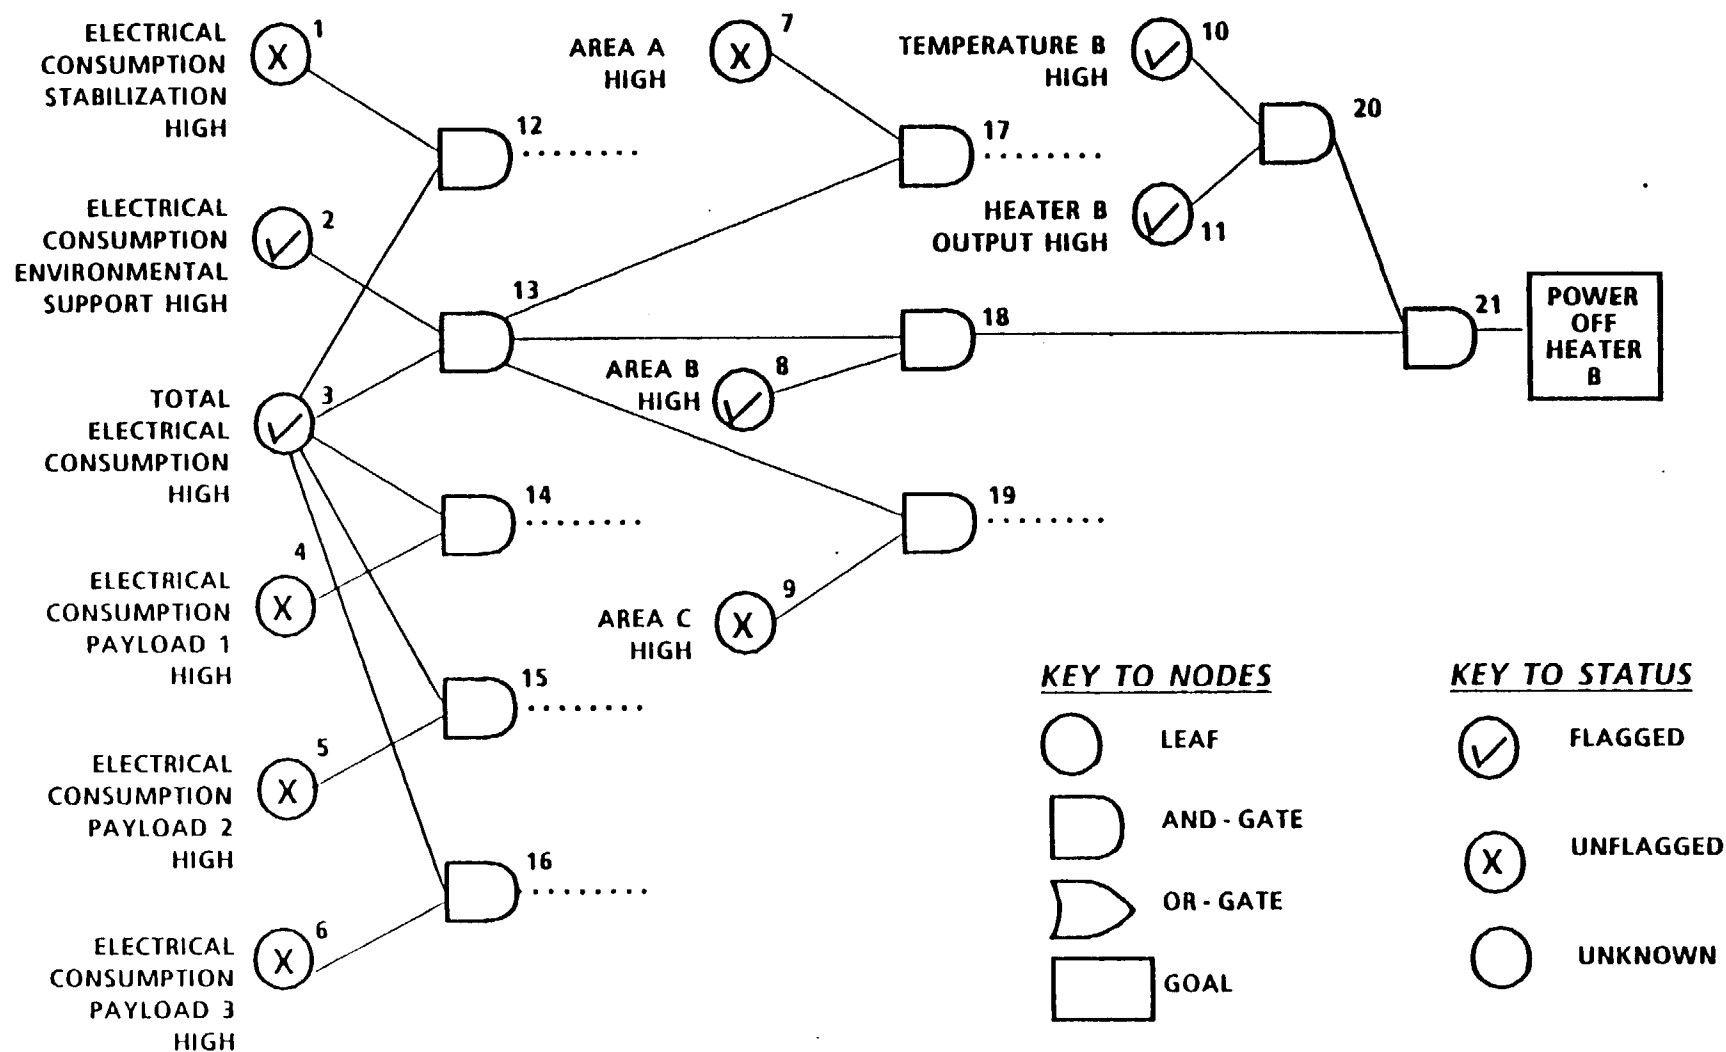 ELECTRICAL
CONSUMPTION
STABILIZATION
HIGH
1
12
ELECTRICAL
CONSUMPTION
ENVIRONMENTAL
SUPPORT HIGH
2
13
TOTAL
ELECTRICAL
CONSUMPTION
HIGH
3
14
ELECTRICAL
CONSUMPTION
PAYLOAD 1
HIGH
4
15
ELECTRICAL
CONSUMPTION
PAYLOAD 2
HIGH
5
16
ELECTRICAL
CONSUMPTION
PAYLOAD 3
HIGH
6
AREA A
HIGH
7
17
AREA B
HIGH
8
18
AREA C
HIGH
9
19
TEMPERATURE B
HIGH
10
HEATER B
OUTPUT HIGH
11
20
21
POWER
OFF
HEATER
B
KEY TO NODES
LEAF
AND - GATE
OR - GATE
GOAL
KEY TO STATUS
FLAGGED
X UNFLAGGED
UNKNOWN